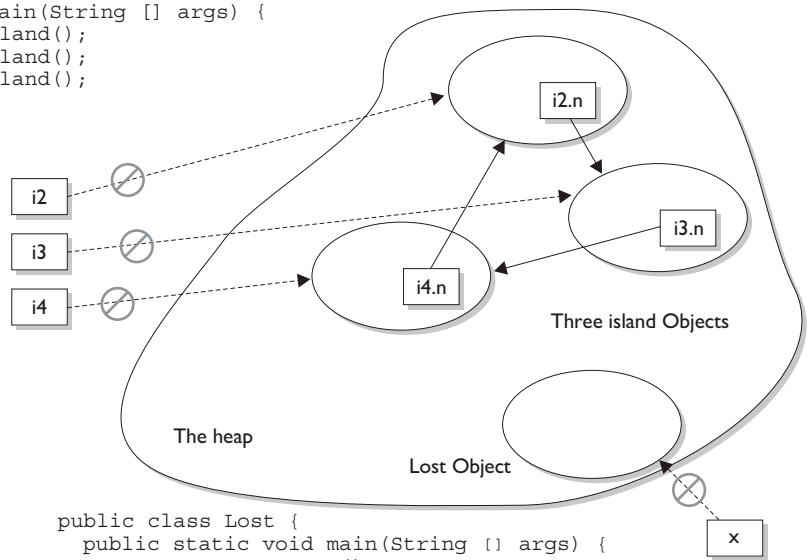 main(String [] args) {
land();
land();
land();
i2.n
i2
i3
i3.n
i4.n
i4
Three island Objects
The heap
Lost Object
public class Lost {
public static void main(String [] args) {
x